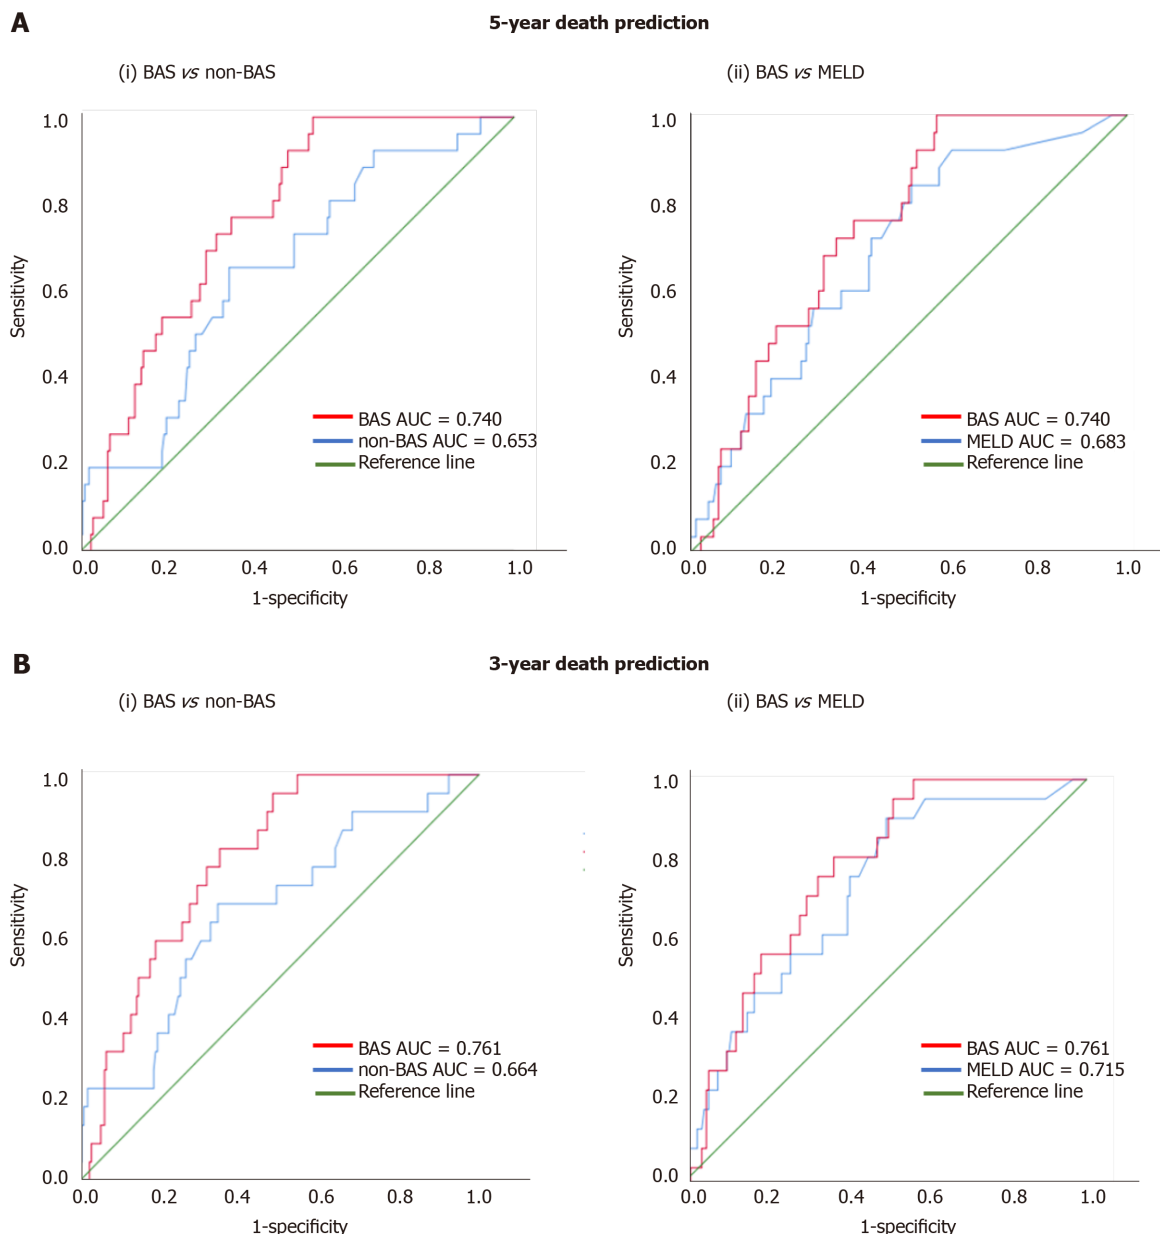 A
5-year death prediction
(i) BAS vs non-BAS
1.0
0.8
0.6
0.4
0.2
0.0
Sensitivity
BAS AUC = 0.740
non-BAS AUC = 0.653
Reference line
0.0 0.2 0.4 0.6 0.8 1.0
1-specificity
(ii) BAS vs MELD
1.0
0.8
0.6
0.4
0.2
0.0
Sensitivity
BAS AUC = 0.740
MELD AUC = 0.683
Reference line
0.0 0.2 0.4 0.6 0.8 1.0
1-specificity
B
3-year death prediction
(i) BAS vs non-BAS
1.0
0.8
0.6
0.4
0.2
0.0
Sensitivity
BAS AUC = 0.761
non-BAS AUC = 0.664
Reference line
0.0 0.2 0.4 0.6 0.8 1.0
1-specificity
(ii) BAS vs MELD
1.0
0.8
0.6
0.4
0.2
0.0
Sensitivity
BAS AUC = 0.761
MELD AUC = 0.715
Reference line
0.0 0.2 0.4 0.6 0.8 1.0
1-specificity